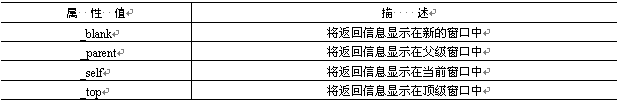 属 性 值 描 述
_blank 将返回信息显示在新的窗口中
_parent 将返回信息显示在父级窗口中
_self 将返回信息显示在当前窗口中
_top 将返回信息显示在顶级窗口中